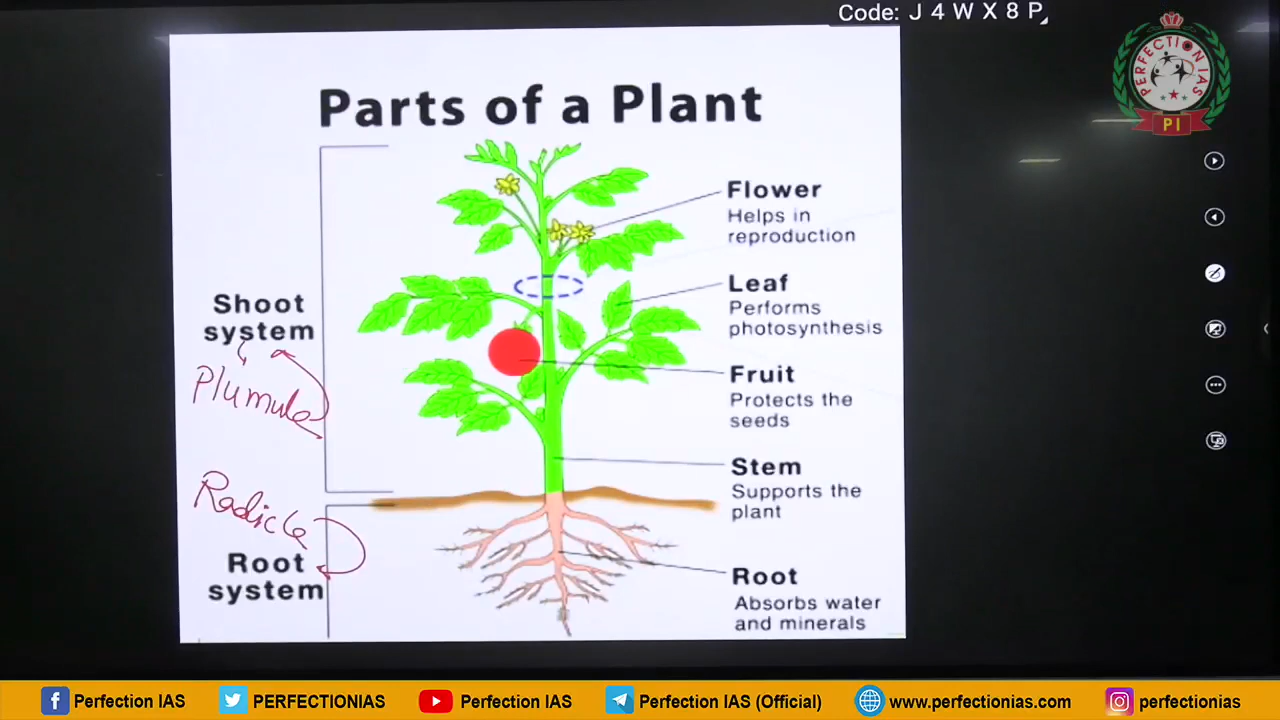 Code: J 4 W X 8 P
PERFECTION IAS
PI
Parts of a Plant
Flower
Helps in
reproduction
Leaf
Performs
photosynthesis
Shoot
system
Plumule
Fruit
Protects the
seeds
Stem
Supports the
plant
Radicle
Root
system
Root
Absorbs water
and minerals
Perfection IAS
PERFECTIONIAS
Perfection IAS
Perfection IAS (Official)
www.perfectionias.com
perfectionias